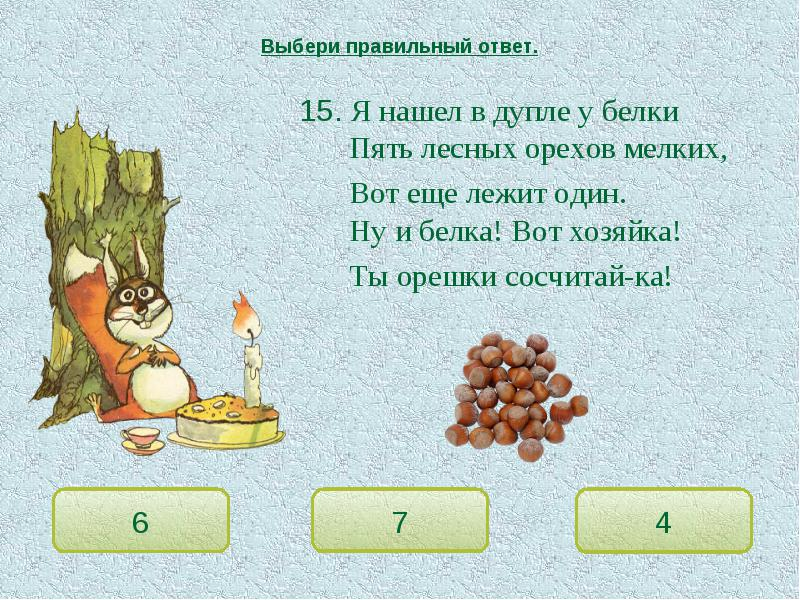 Выбери правильный ответ.
15. Я нашел в дупле у белки
Пять лесных орехов мелких,
Вот еще лежит один.
Ну и белка! Вот хозяйка!
Ты орешки сосчитай-ка!
6
7
4